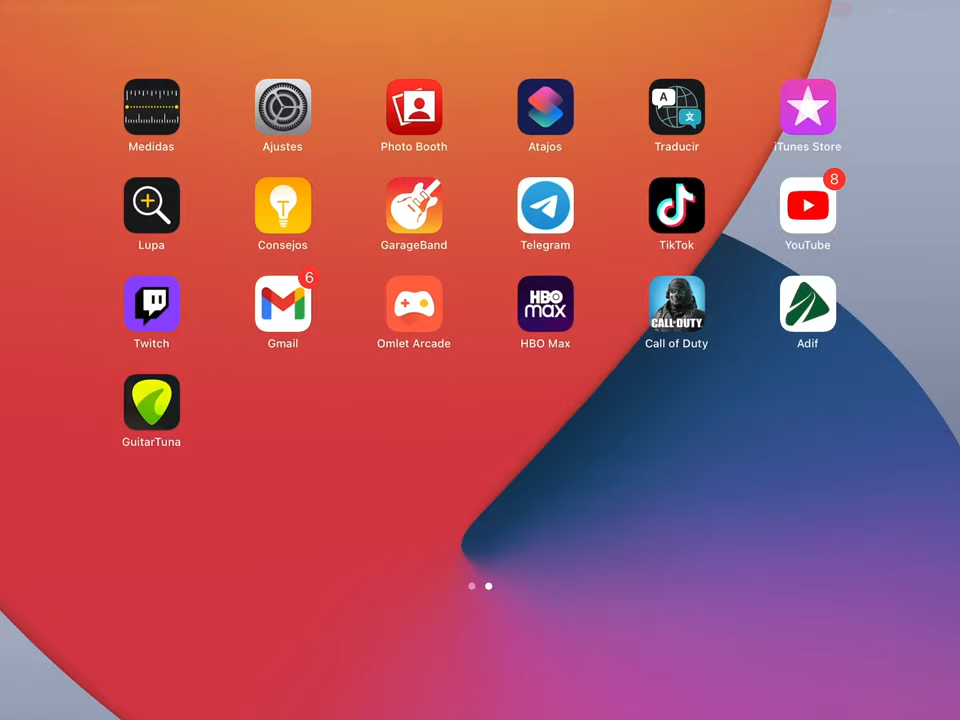 A
文
Medidas
Ajustes
Photo Booth
Atajos
Traducir
iTunes Store
8
Lupa
Consejos
GarageBand
Telegram
TikTok
YouTube
6
HBO
max
CALL·DUTY
Twitch
Gmail
Omlet Arcade
HBO Max
Call of Duty
Adif
GuitarTuna